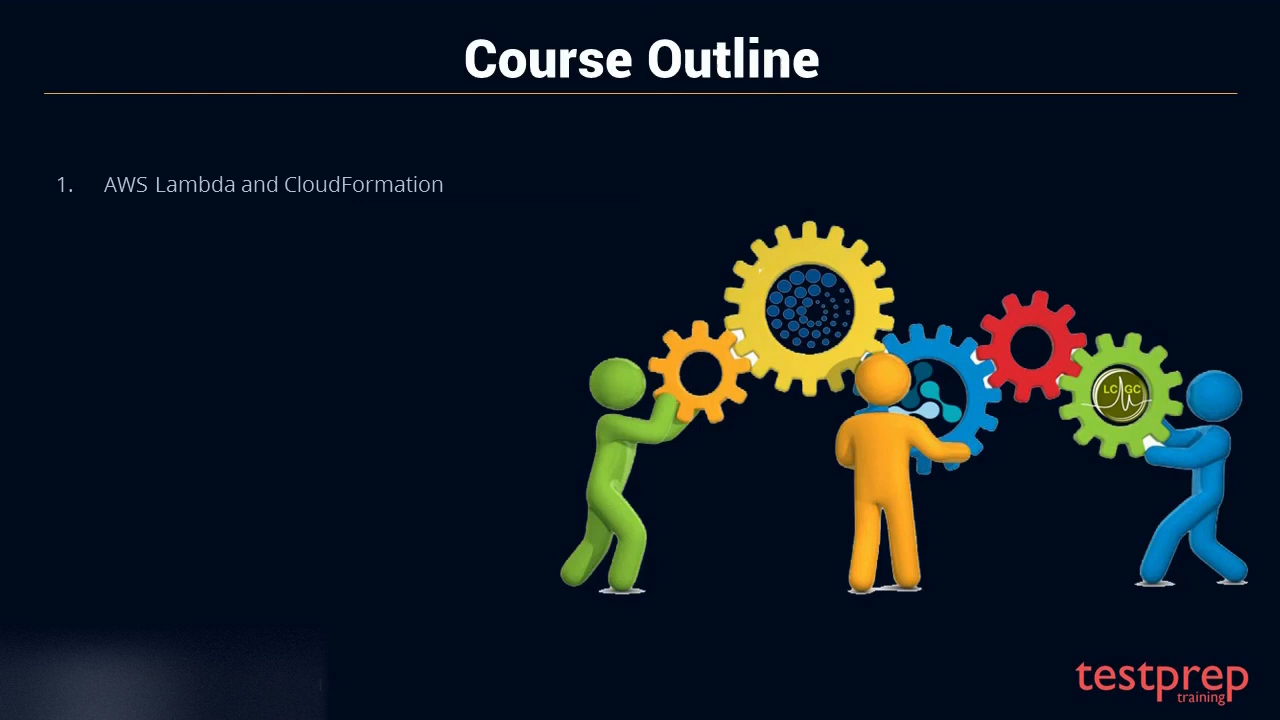 Course Outline
1. AWS Lambda and CloudFormation
LC GC
testprep
training